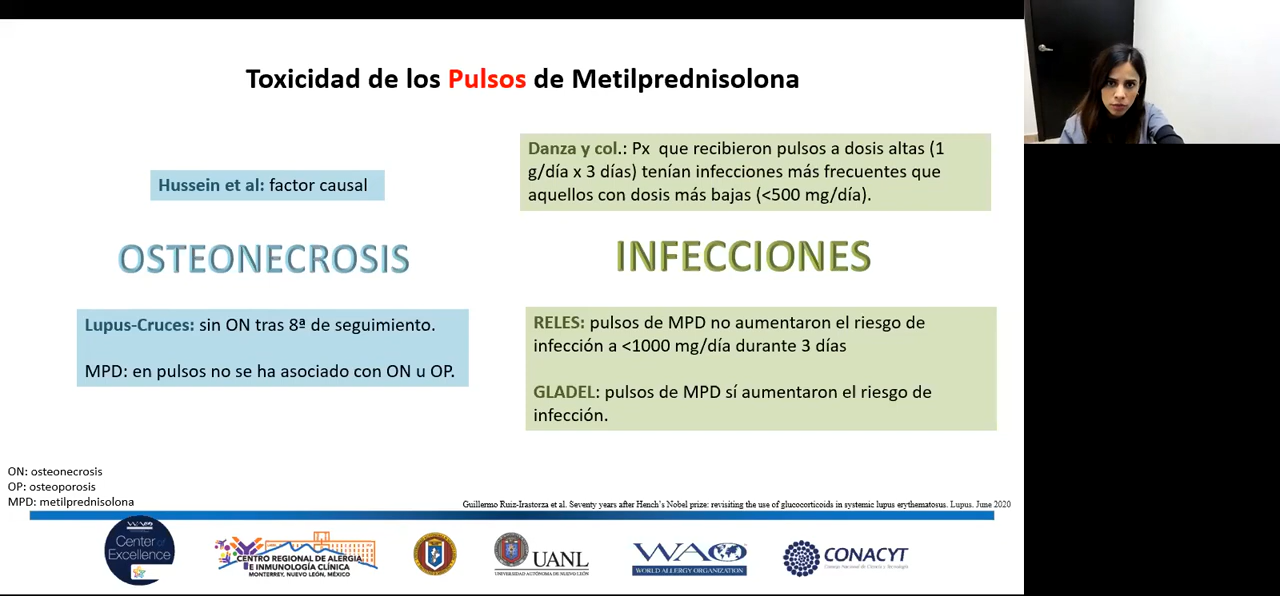 Toxicidad de los Pulsos de Metilprednisolona
Hussein et al: factor causal
OSTEONECROSIS
Lupus-Cruces: sin ON tras 8ª de seguimiento.
MPD: en pulsos no se ha asociado con ON u OP.
Danza y col.: Px que recibieron pulsos a dosis altas (1
g/día x 3 días) tenían infecciones más frecuentes que
aquellos con dosis más bajas (<500 mg/día).
INFECCIONES
RELES: pulsos de MPD no aumentaron el riesgo de
infección a <1000 mg/día durante 3 días
GLADEL: pulsos de MPD sí aumentaron el riesgo de
infección.
ON: osteonecrosis
OP: osteoporosis
MPD: metilprednisolona
Guillermo Ruiz-Irastorza et al. Seventy years after Hench's Nobel prize: revisiting the use of glucocorticoids in systemic lupus erythematosus. Lupus. June 2020
WAO
Center of
Excellence
CENTRO REGIONAL DE ALERGIA
E INMUNOLOGÍA CLÍNICA
MONTERREY, NUEVO LEÓN, MÉXICO
UANL
UNIVERSIDAD AUTÓNOMA DE NUEVO LEÓN
WAO
WORLD ALLERGY ORGANIZATION
CONACYT
Consejo Nacional de Ciencia y Tecnología